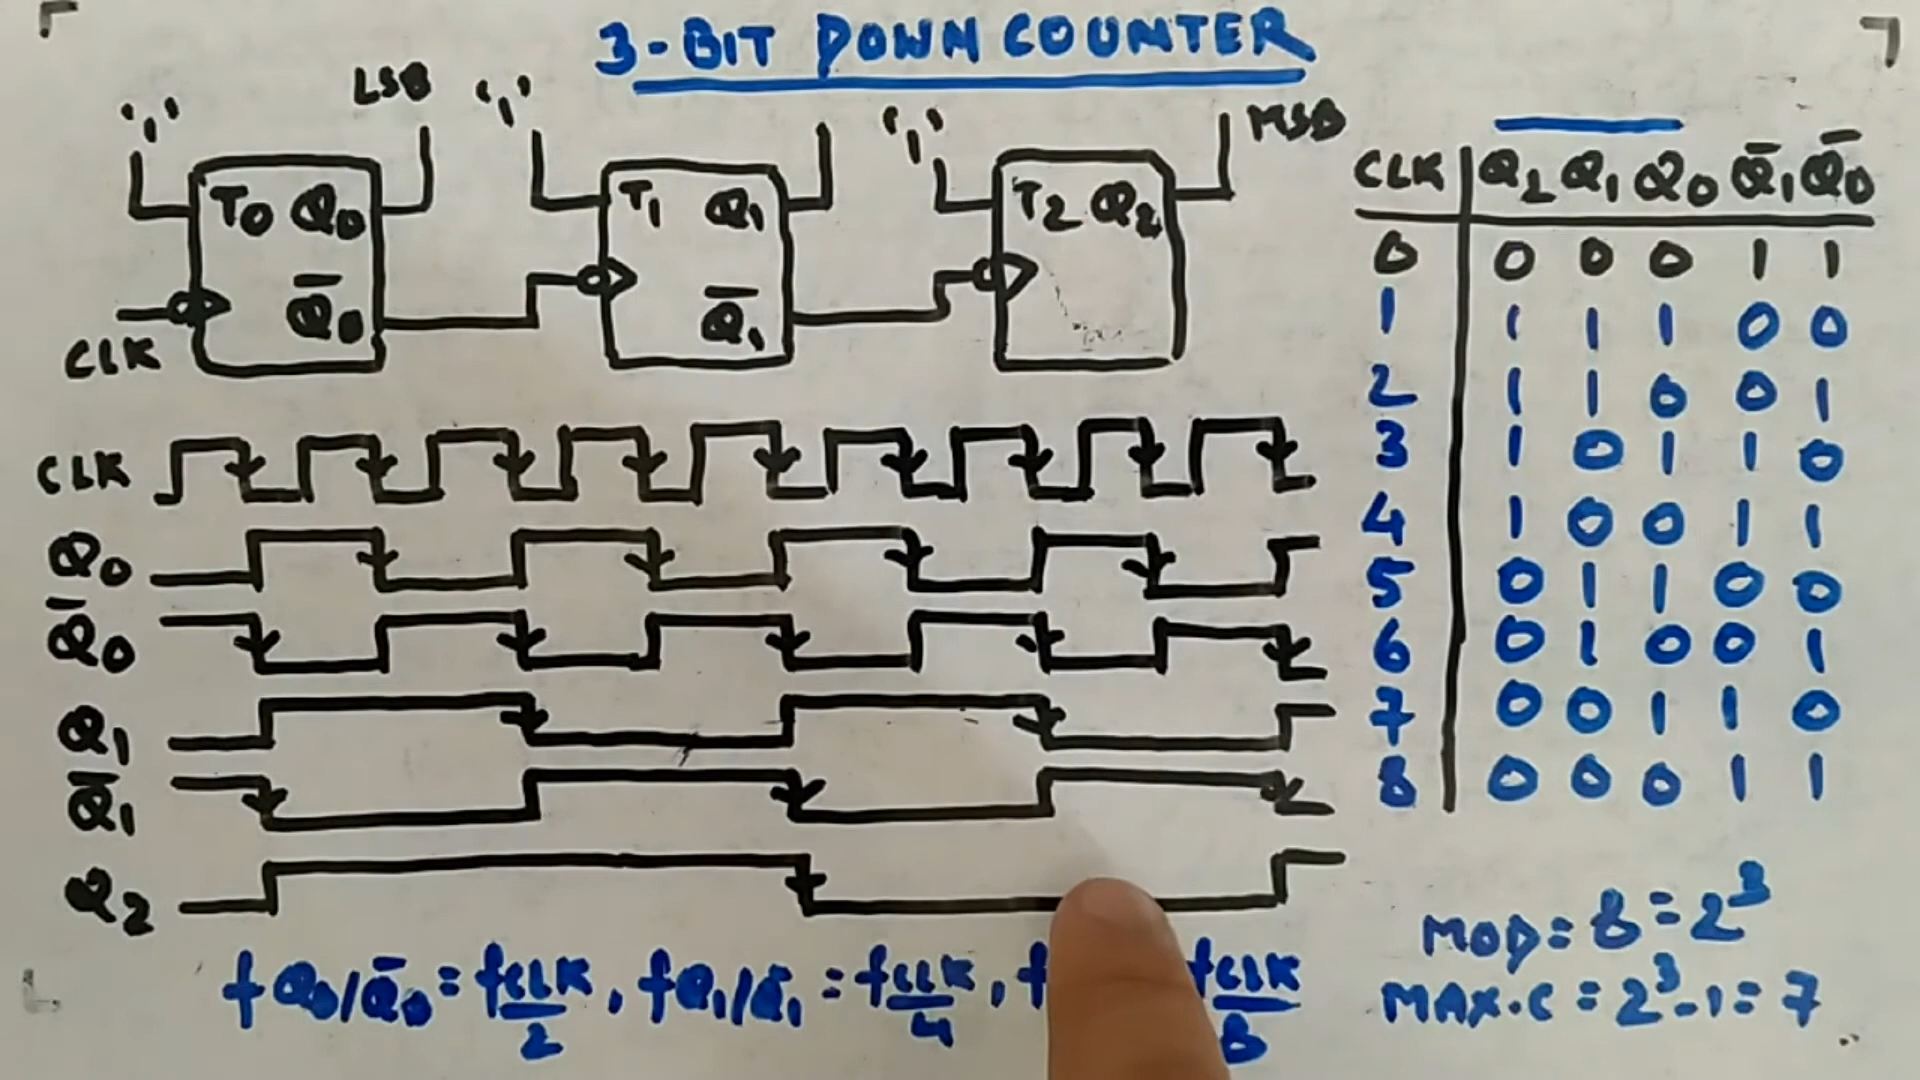 3-BIT DOWN COUNTER
'1' LSB '1' '1' MSB
T0 Q0 T1 Q1 T2 Q2
Q̅0 Q̅1
CLK
CLK
Q0
Q̅0
Q1
Q̅1
Q2
f Q0/Q̅0 = fCLK/2, fQ1/Q̅1 = fCLK/4, f fCLK/8
CLK Q2 Q1 Q0 Q̅1 Q̅0
0 0 0 0 1 1
1 1 1 1 0 0
2 1 1 0 0 1
3 1 0 1 1 0
4 1 0 0 1 1
5 0 1 1 0 0
6 0 1 0 0 1
7 0 0 1 1 0
8 0 0 0 1 1
MOD = 8 = 2³
MAX.C = 2³-1 = 7